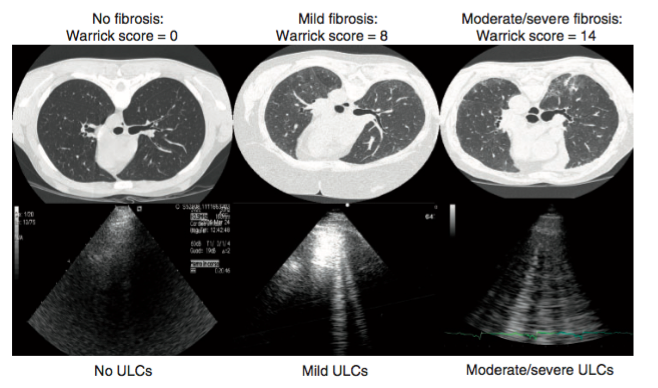 No fibrosis:
Warrick score = 0
Mild fibrosis:
Warrick score = 8
Moderate/severe fibrosis:
Warrick score = 14
64
No ULCs
Mild ULCs
Moderate/severe ULCs